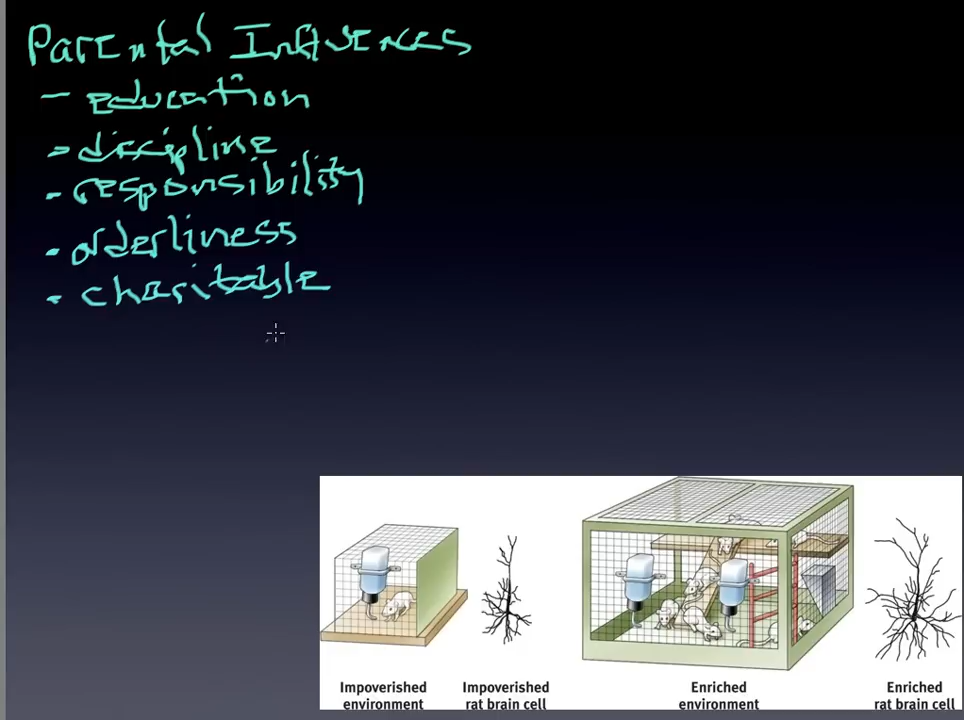 Parental Influences
- education
- discipline
- responsibility
- orderliness
- charitable
Impoverished environment
Impoverished rat brain cell
Enriched environment
Enriched rat brain cell